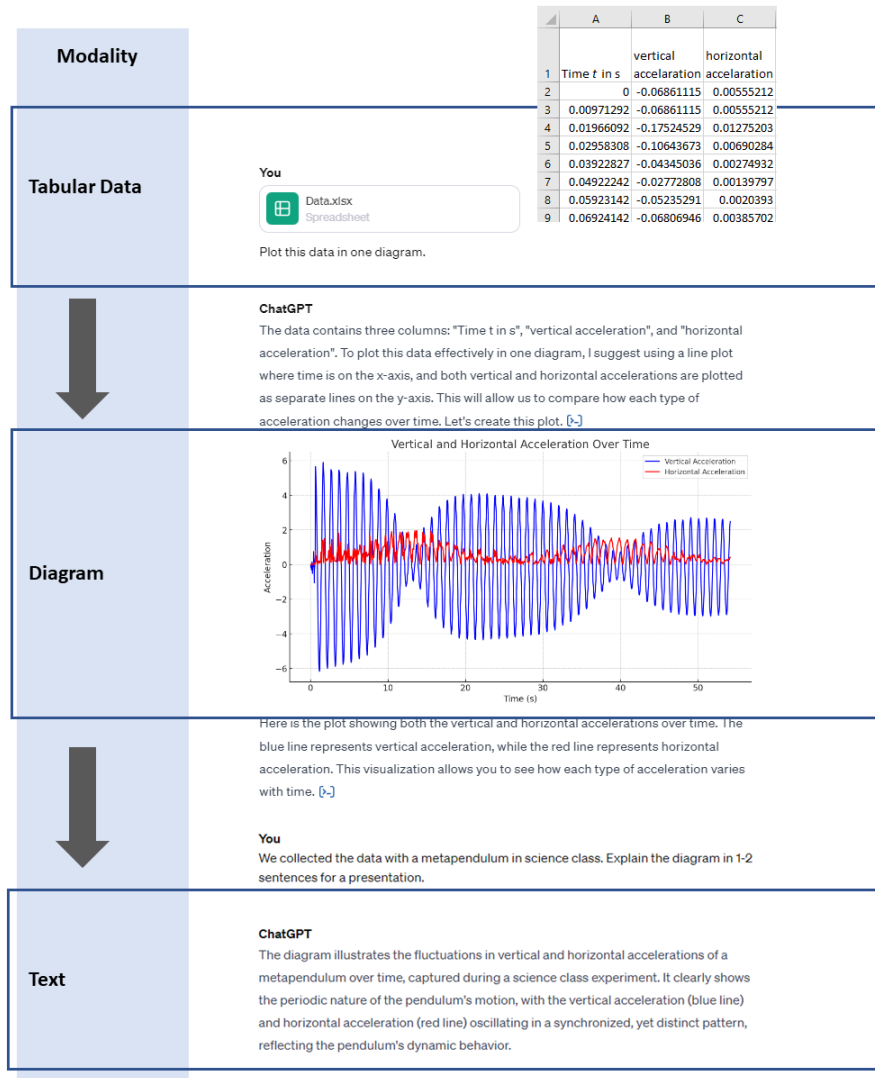 Modality
A B C
vertical horizontal
1 Time t in s accelaration accelaration
2 0 -0.06861115 0.00555212
3 0.00971292 -0.06861115 0.00555212
4 0.01966092 -0.17524529 0.01275203
5 0.02958308 -0.10643673 0.00690284
6 0.03922827 -0.04345036 0.00274932
7 0.04922242 -0.02772808 0.00139797
8 0.05923142 -0.05235291 0.0020393
9 0.06924142 -0.06806946 0.00385702
Tabular Data
You
Data.xlsx
Spreadsheet
Plot this data in one diagram.
ChatGPT
The data contains three columns: "Time t in s", "vertical acceleration", and "horizontal
acceleration". To plot this data effectively in one diagram, I suggest using a line plot
where time is on the x-axis, and both vertical and horizontal accelerations are plotted
as separate lines on the y-axis. This will allow us to compare how each type of
acceleration changes over time. Let's create this plot. [>-]
Diagram
Vertical and Horizontal Acceleration Over Time
Vertical Acceleration
Horizontal Acceleration
Acceleration
6
4
2
0
−2
−4
−6
0 10 20 30 40 50
Time (s)
Here is the plot showing both the vertical and horizontal accelerations over time. The
blue line represents vertical acceleration, while the red line represents horizontal
acceleration. This visualization allows you to see how each type of acceleration varies
with time. [>-]
You
We collected the data with a metapendulum in science class. Explain the diagram in 1-2
sentences for a presentation.
Text
ChatGPT
The diagram illustrates the fluctuations in vertical and horizontal accelerations of a
metapendulum over time, captured during a science class experiment. It clearly shows
the periodic nature of the pendulum's motion, with the vertical acceleration (blue line)
and horizontal acceleration (red line) oscillating in a synchronized, yet distinct pattern,
reflecting the pendulum's dynamic behavior.